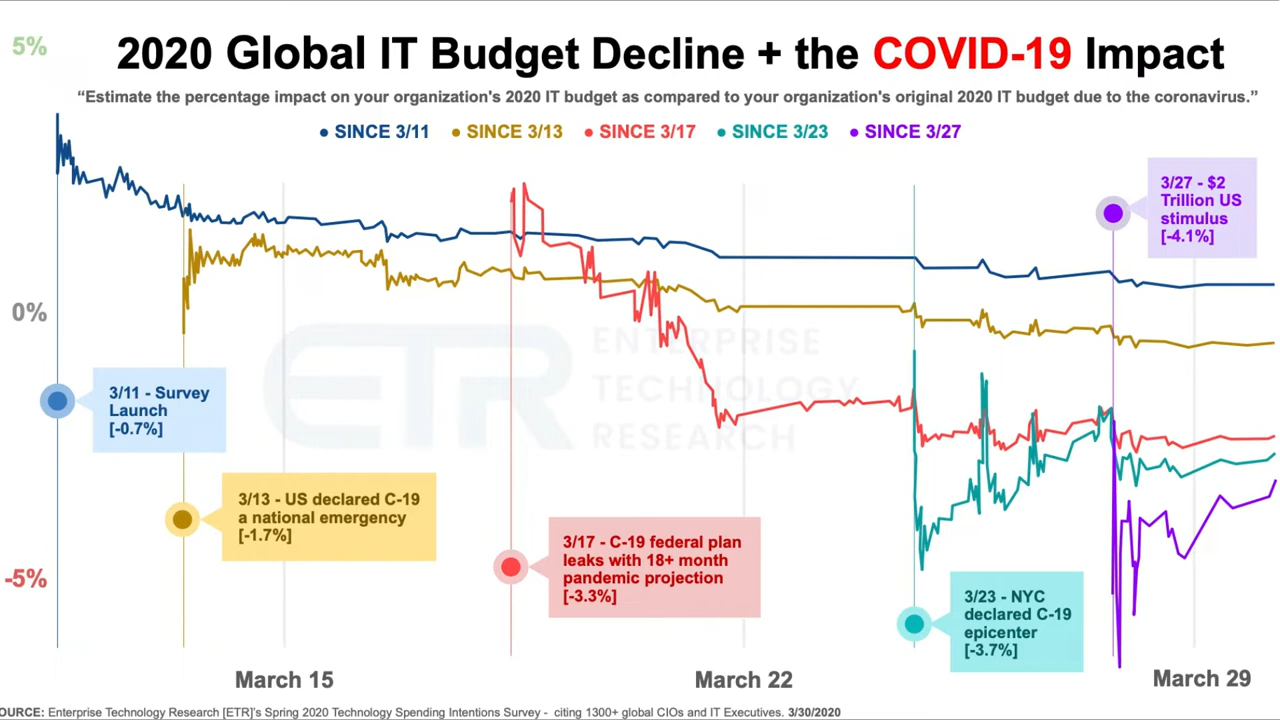 5%
2020 Global IT Budget Decline + the COVID-19 Impact
“Estimate the percentage impact on your organization's 2020 IT budget as compared to your organization's original 2020 IT budget due to the coronavirus.”
● SINCE 3/11 ● SINCE 3/13 ● SINCE 3/17 ● SINCE 3/23 ● SINCE 3/27
3/27 - $2
Trillion US
stimulus
[-4.1%]
0%
ETR
ENTERPRISE
TECHNOLOGY
RESEARCH
3/11 - Survey
Launch
[-0.7%]
3/13 - US declared C-19
a national emergency
[-1.7%]
3/17 - C-19 federal plan
leaks with 18+ month
pandemic projection
[-3.3%]
-5%
3/23 - NYC
declared C-19
epicenter
[-3.7%]
March 15
March 22
March 29
OURCE: Enterprise Technology Research [ETR]'s Spring 2020 Technology Spending Intentions Survey - citing 1300+ global CIOs and IT Executives. 3/30/2020